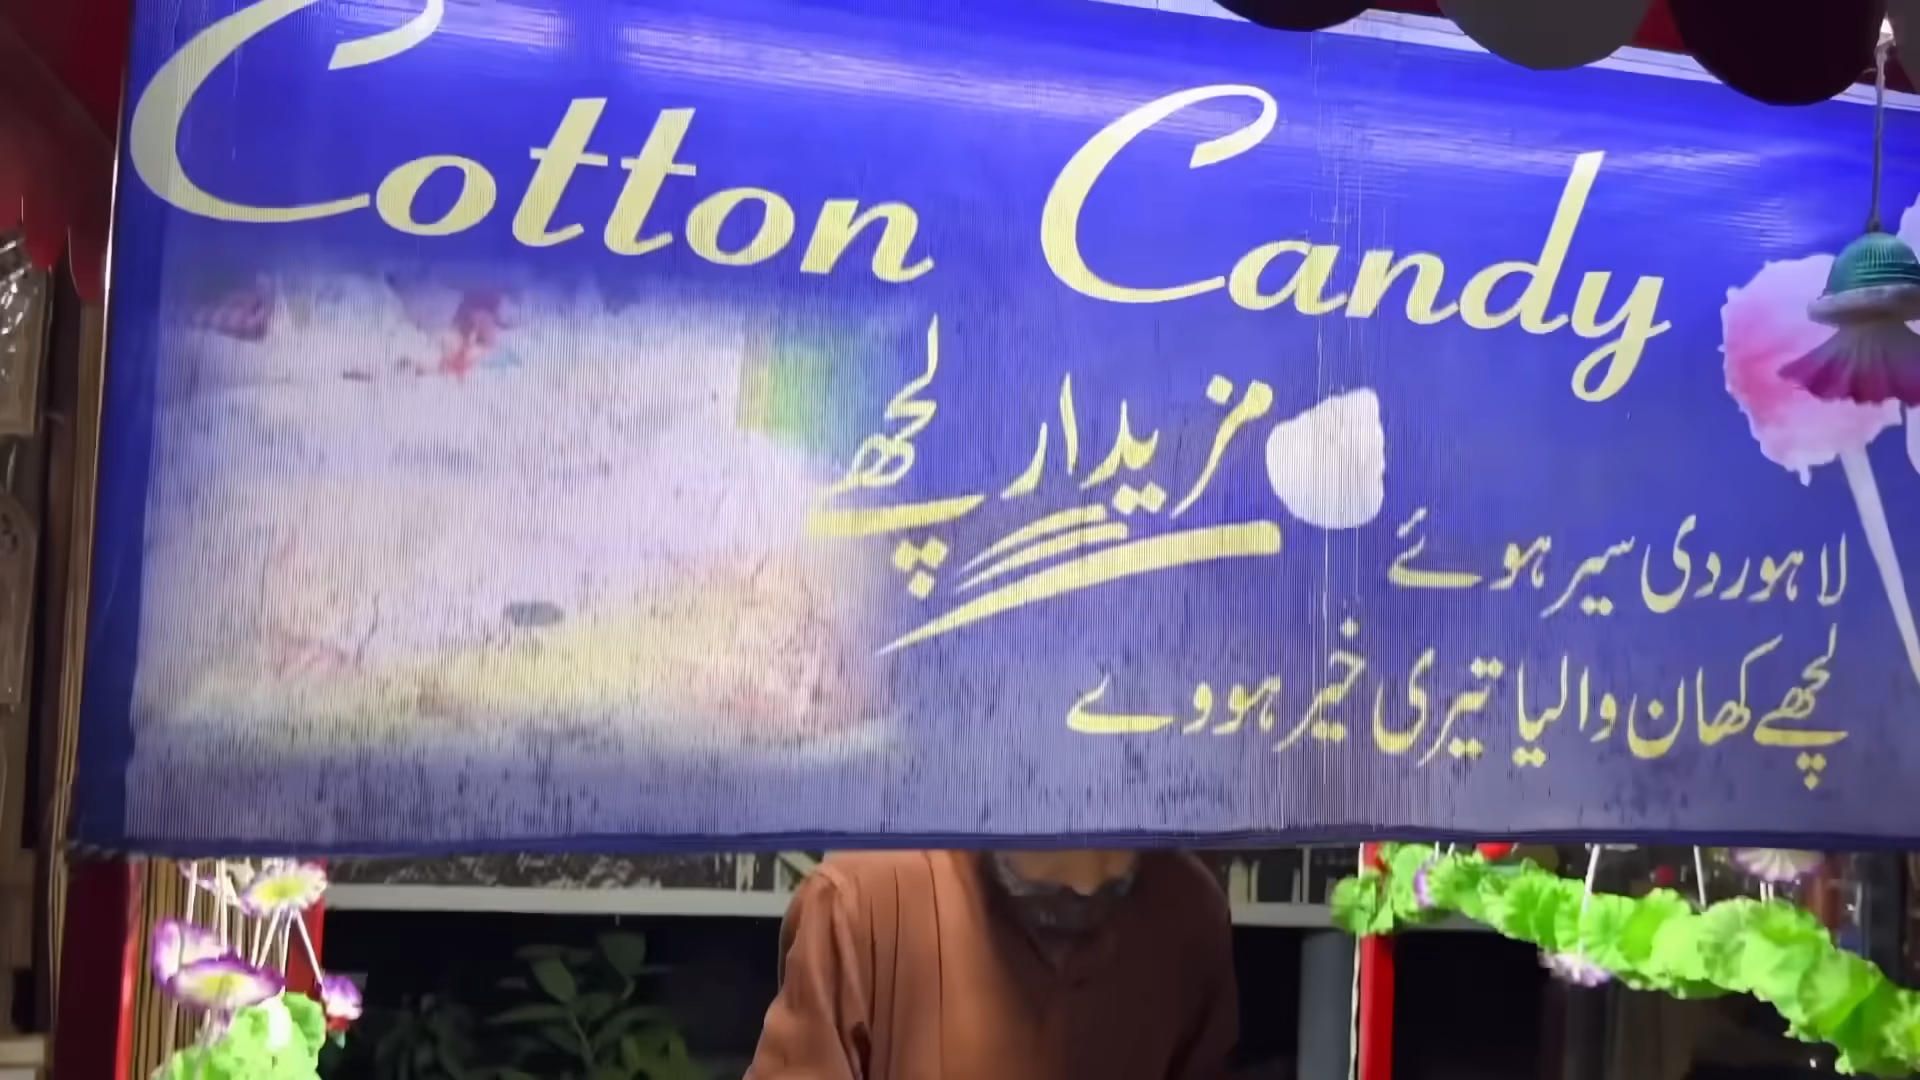 Cotton Candy
مزیدار لچھے
لاہور دی سیر ہوئے
لچھے کھان والیا تیری خیر ہووے